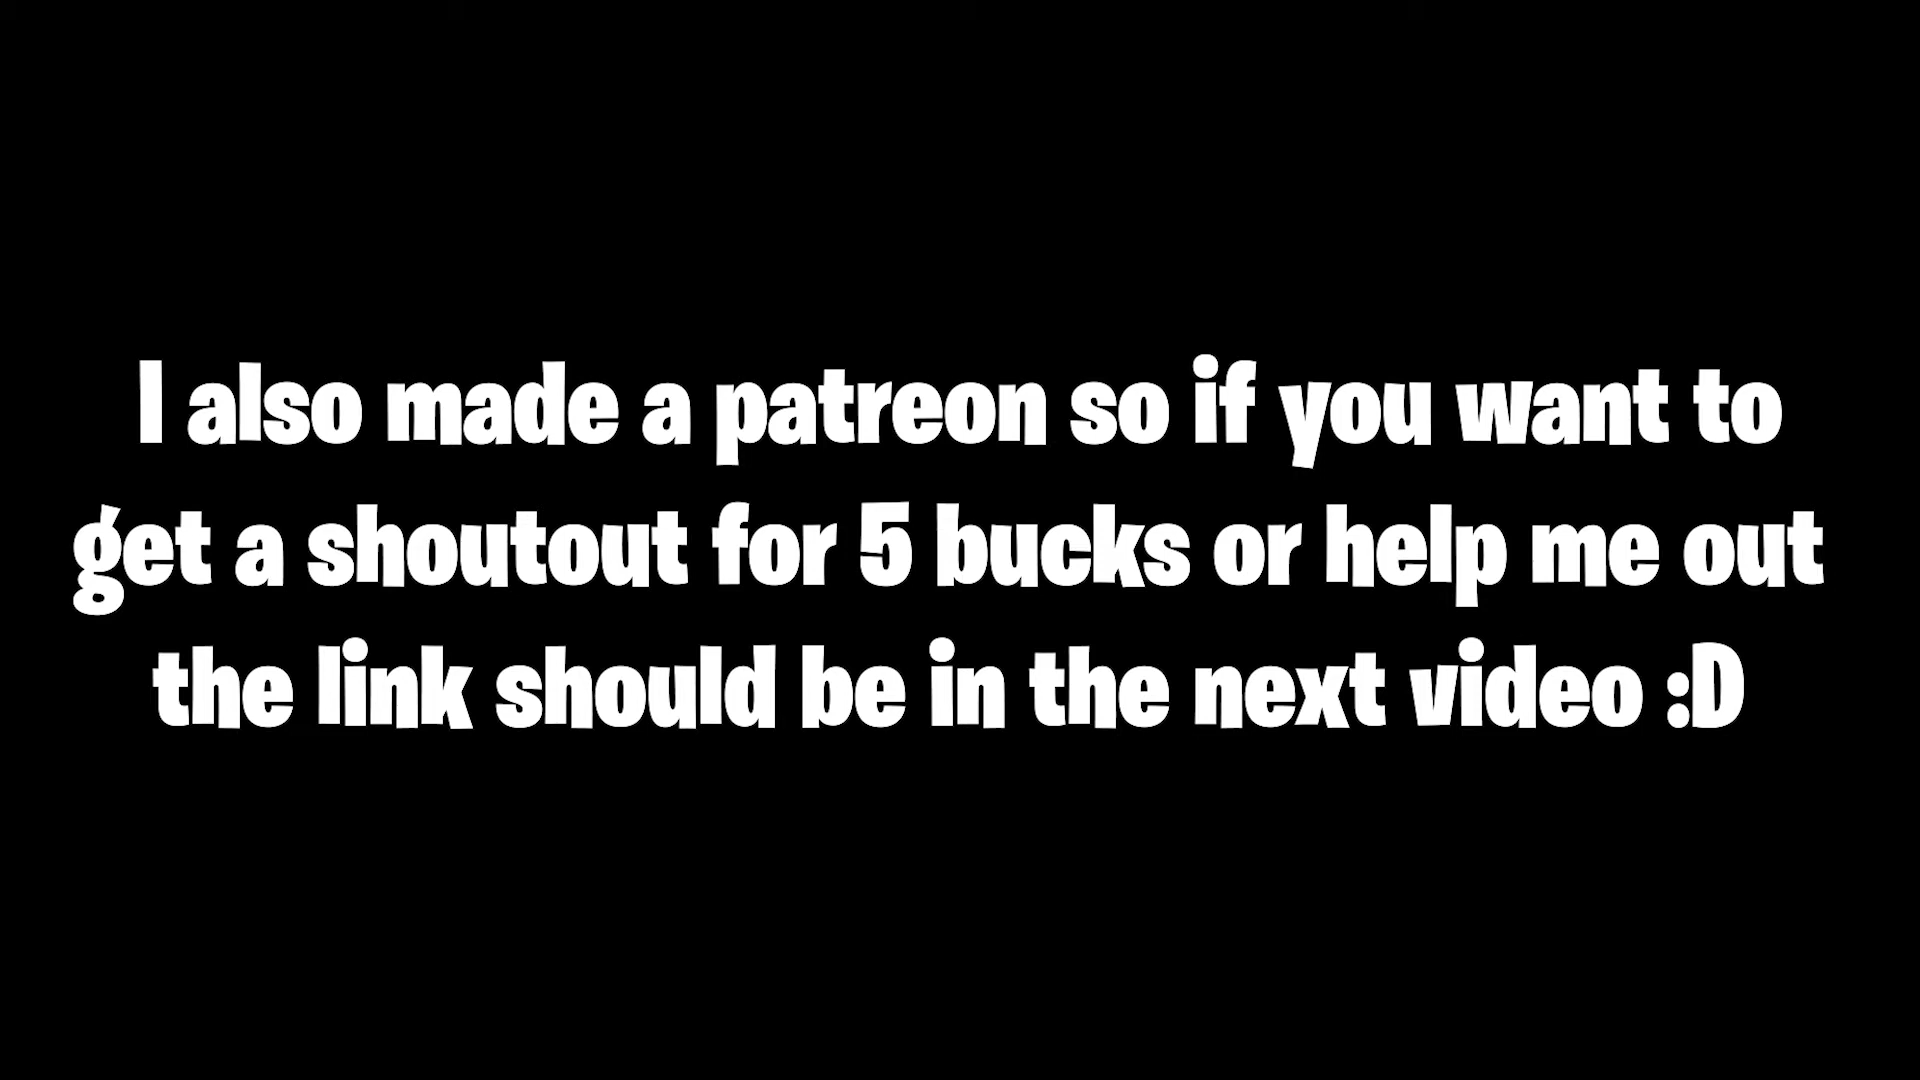 I also made a patreon so if you want to
get a shoutout for 5 bucks or help me out
the link should be in the next video :D